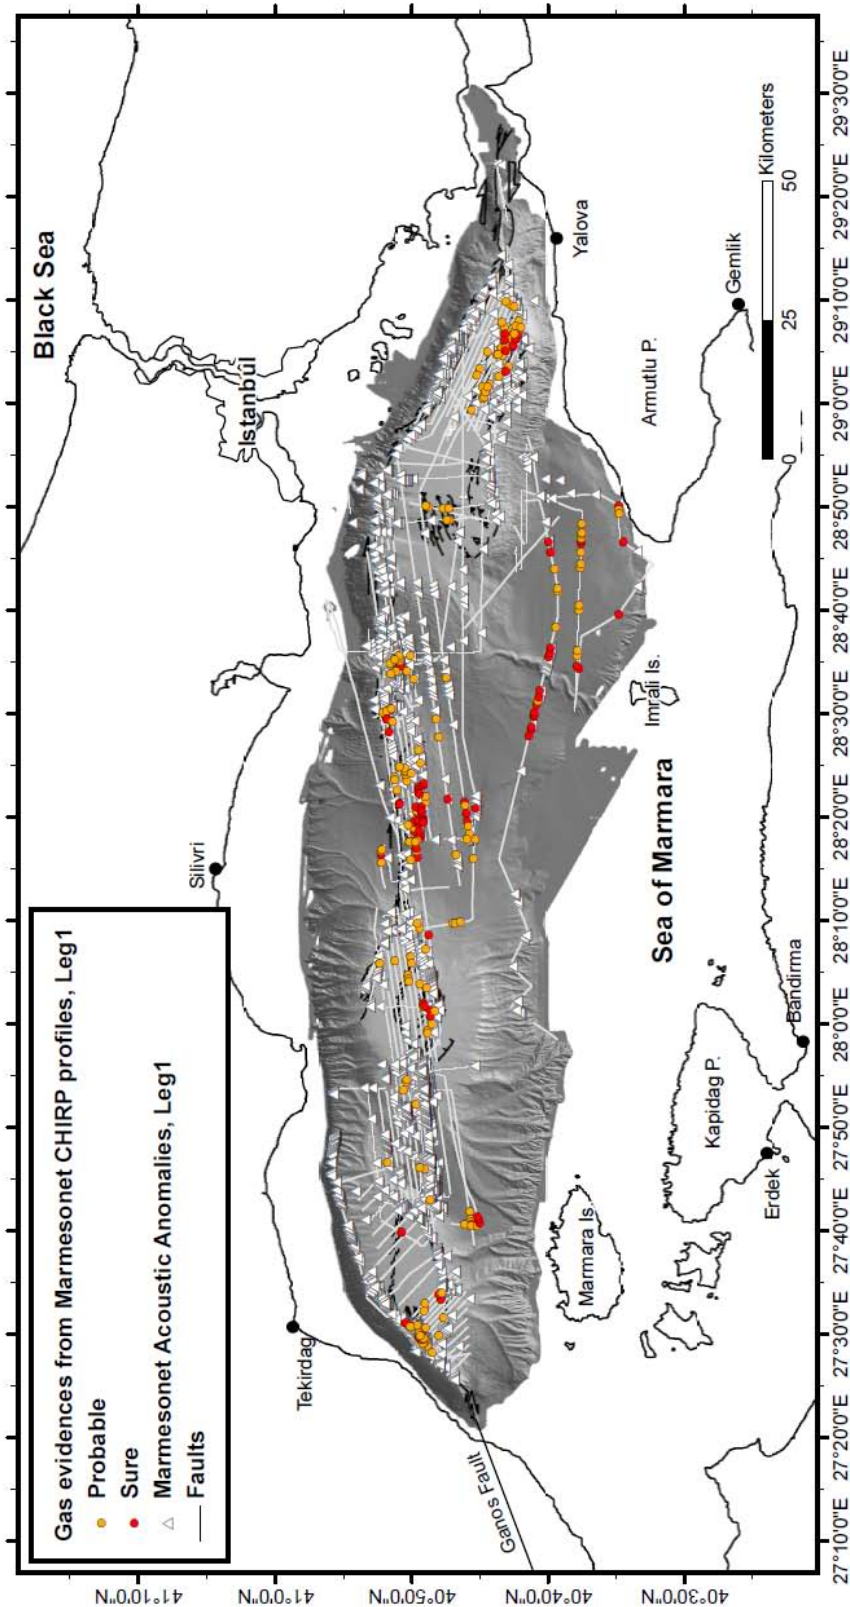 Gas evidences from Marmesonet CHIRP profiles, Leg1
Probable
Sure
Marmesonet Acoustic Anomalies, Leg1
Faults
Black Sea
Istanbul
Silivri
Tekirdag
Ganos Fault
Yalova
Gemlik
Armutlu P.
Imrali Is.
Sea of Marmara
Marmara Is.
Kapidag P.
Erdek
Bandirma
0 25 50
Kilometers
41°10'0"N
41°0'0"N
40°50'0"N
40°40'0"N
40°30'0"N
27°10'0"E
27°20'0"E
27°30'0"E
27°40'0"E
27°50'0"E
28°0'0"E
28°10'0"E
28°20'0"E
28°30'0"E
28°40'0"E
28°50'0"E
29°0'0"E
29°10'0"E
29°20'0"E
29°30'0"E